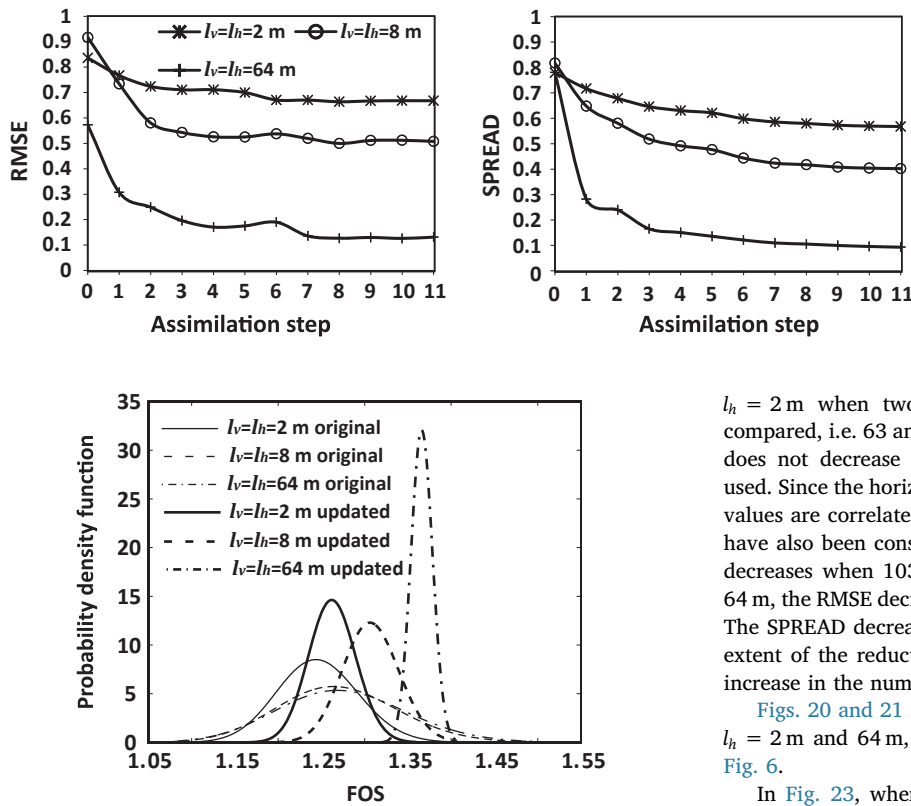 1
0.9
0.8
0.7
0.6
0.5
0.4
0.3
0.2
0.1
0
RMSE
lv=lh=2 m
lv=lh=8 m
lv=lh=64 m
0 1 2 3 4 5 6 7 8 9 10 11
Assimilation step
1
0.9
0.8
0.7
0.6
0.5
0.4
0.3
0.2
0.1
0
SPREAD
0 1 2 3 4 5 6 7 8 9 10 11
Assimilation step
35
30
25
20
15
10
5
0
Probability density function
lv=lh=2 m original
lv=lh=8 m original
lv=lh=64 m original
lv=lh=2 m updated
lv=lh=8 m updated
lv=lh=64 m updated
1.05 1.15 1.25 1.35 1.45 1.55
FOS
lh = 2 m when two
compared, i.e. 63 an
does not decrease
used. Since the horiz
values are correlate
have also been cons
decreases when 103
64 m, the RMSE decr
The SPREAD decrea
extent of the reduct
increase in the num
Figs. 20 and 21
lh = 2 m and 64 m,
Fig. 6.
In Fig. 23, when